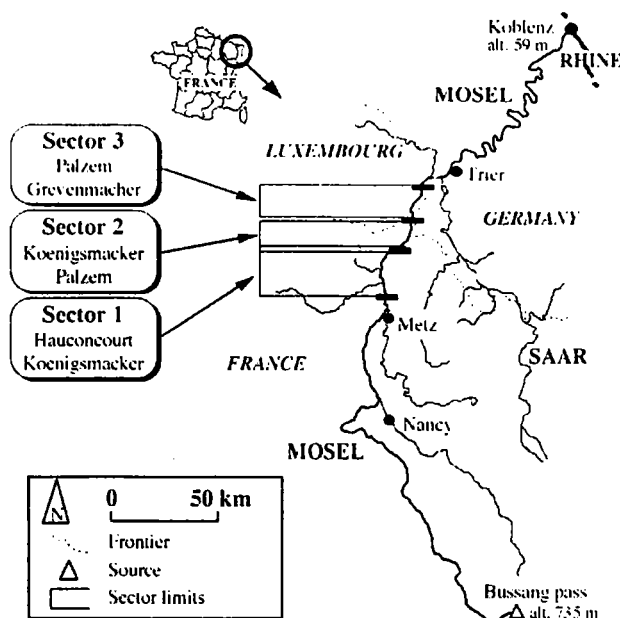 Koblenz
alt. 59 m
RHINE
FRANCE
MOSEL
Sector 3
Palzem
Grevenmacher
LUXEMBOURG
Trier
Sector 2
Koenigsmacker
Palzem
GERMANY
Sector 1
Hauconcourt
Koenigsmacker
Metz
FRANCE
SAAR
Nancy
MOSEL
N
0 50 km
Frontier
Source
Sector limits
Bussang pass
alt. 735 m